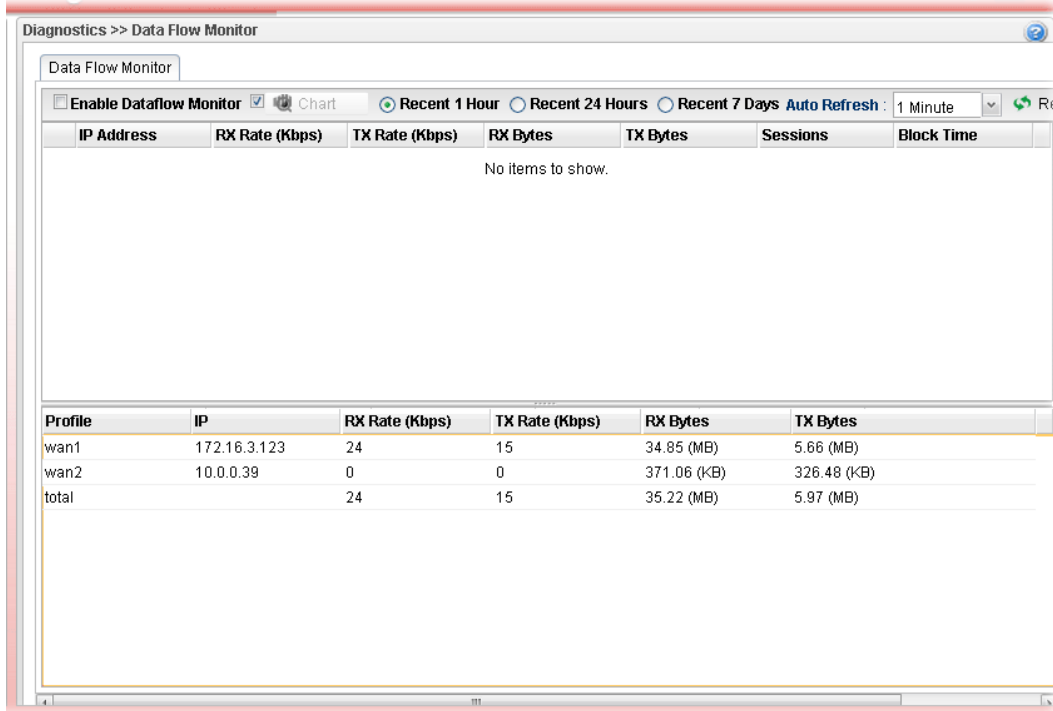 Diagnostics >> Data Flow Monitor
Data Flow Monitor
Enable Dataflow Monitor Chart Recent 1 Hour Recent 24 Hours Recent 7 Days Auto Refresh : 1 Minute
IP Address RX Rate (Kbps) TX Rate (Kbps) RX Bytes TX Bytes Sessions Block Time
No items to show.
Profile IP RX Rate (Kbps) TX Rate (Kbps) RX Bytes TX Bytes
wan1 172.16.3.123 24 15 34.85 (MB) 5.66 (MB)
wan2 10.0.0.39 0 0 371.06 (KB) 326.48 (KB)
total 24 15 35.22 (MB) 5.97 (MB)